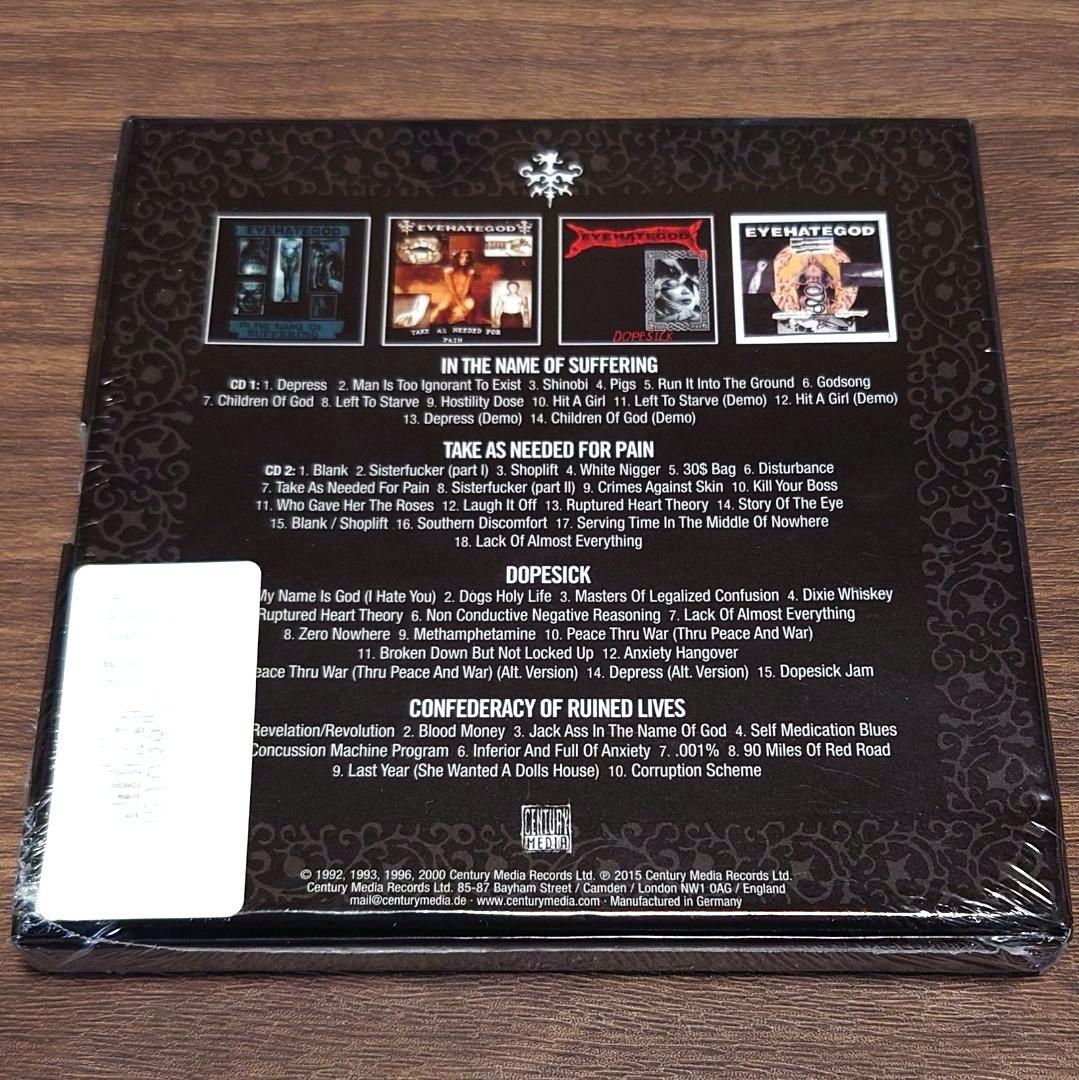 EYEHATEGOD
IN THE NAME OF
SUFFERING
EYEHATEGOD
TAKE AS NEEDED FOR
PAIN
EYEHATEGOD
DOPESICK
EYEHATEGOD
IN THE NAME OF SUFFERING
CD 1: 1. Depress 2. Man Is Too Ignorant To Exist 3. Shinobi 4. Pigs 5. Run It Into The Ground 6. Godsong
7. Children Of God 8. Left To Starve 9. Hostility Dose 10. Hit A Girl 11. Left To Starve (Demo) 12. Hit A Girl (Demo)
13. Depress (Demo) 14. Children Of God (Demo)
TAKE AS NEEDED FOR PAIN
CD 2: 1. Blank 2. Sisterfucker (part I) 3. Shoplift 4. White Nigger 5. 30$ Bag 6. Disturbance
7. Take As Needed For Pain 8. Sisterfucker (part II) 9. Crimes Against Skin 10. Kill Your Boss
11. Who Gave Her The Roses 12. Laugh It Off 13. Ruptured Heart Theory 14. Story Of The Eye
15. Blank / Shoplift 16. Southern Discomfort 17. Serving Time In The Middle Of Nowhere
18. Lack Of Almost Everything
DOPESICK
My Name Is God (I Hate You) 2. Dogs Holy Life 3. Masters Of Legalized Confusion 4. Dixie Whiskey
Ruptured Heart Theory 6. Non Conductive Negative Reasoning 7. Lack Of Almost Everything
8. Zero Nowhere 9. Methamphetamine 10. Peace Thru War (Thru Peace And War)
11. Broken Down But Not Locked Up 12. Anxiety Hangover
eace Thru War (Thru Peace And War) (Alt. Version) 14. Depress (Alt. Version) 15. Dopesick Jam
CONFEDERACY OF RUINED LIVES
Revelation/Revolution 2. Blood Money 3. Jack Ass In The Name Of God 4. Self Medication Blues
Concussion Machine Program 6. Inferior And Full Of Anxiety 7. .001% 8. 90 Miles Of Red Road
9. Last Year (She Wanted A Dolls House) 10. Corruption Scheme
CENTURY
MEDIA
© 1992, 1993, 1996, 2000 Century Media Records Ltd. ℗ 2015 Century Media Records Ltd.
Century Media Records Ltd. 85-87 Bayham Street / Camden / London NW1 0AG / England
mail@centurymedia.de · www.centurymedia.com · Manufactured in Germany